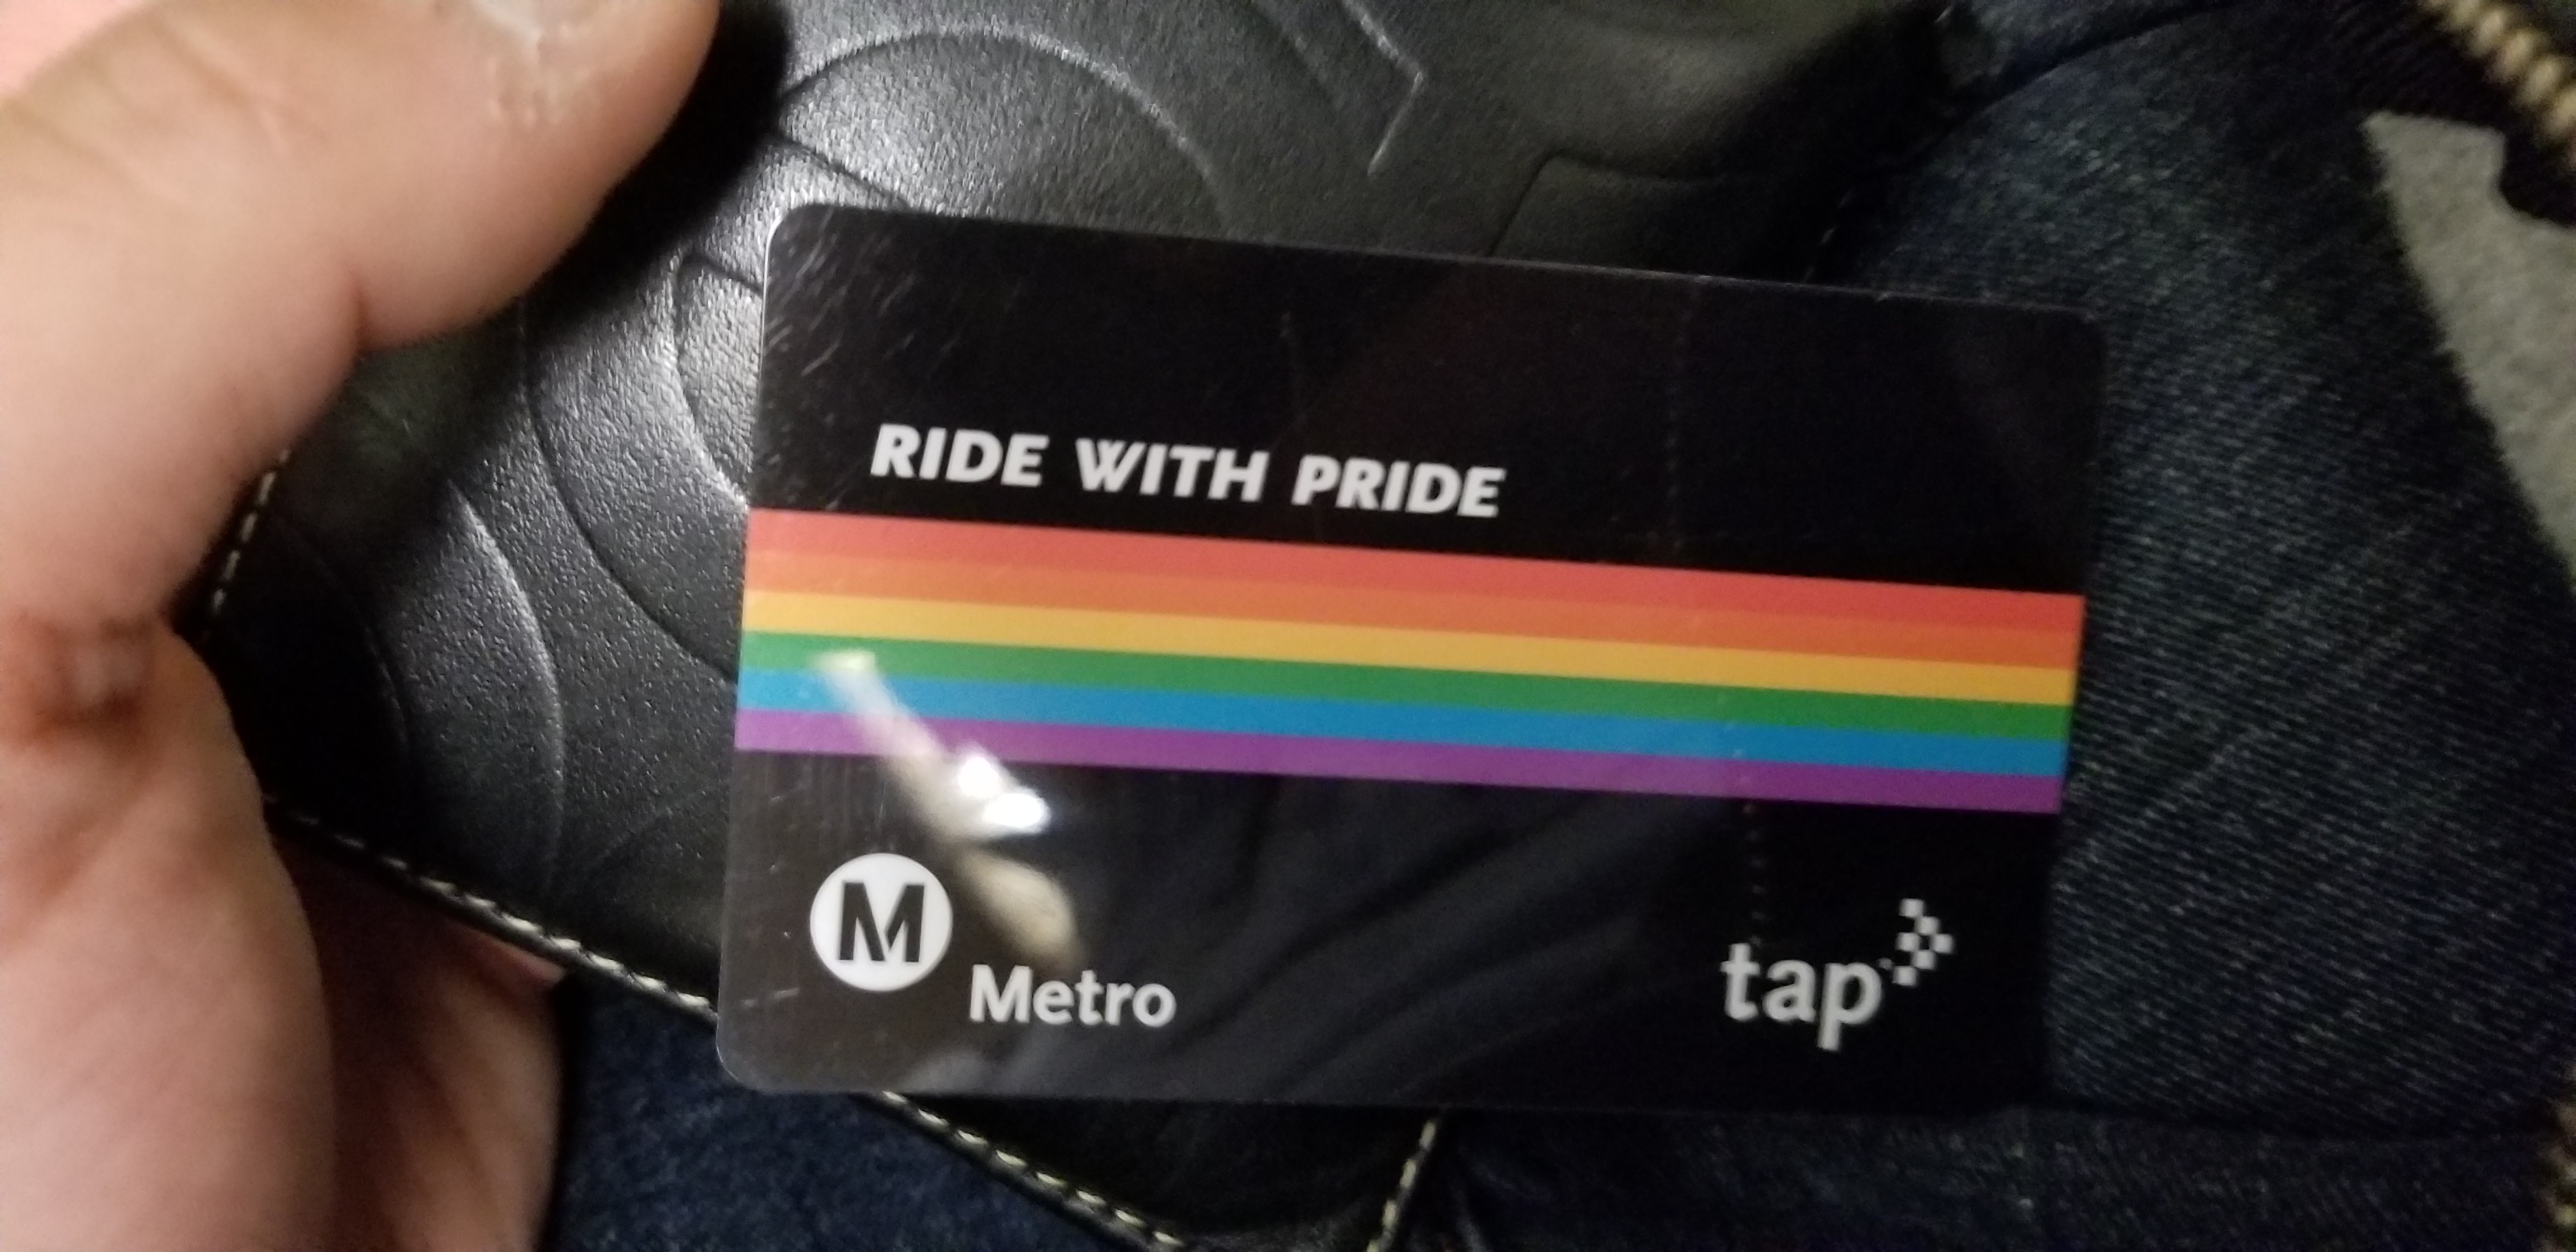 RIDE WITH PRIDE
M
Metro
tap